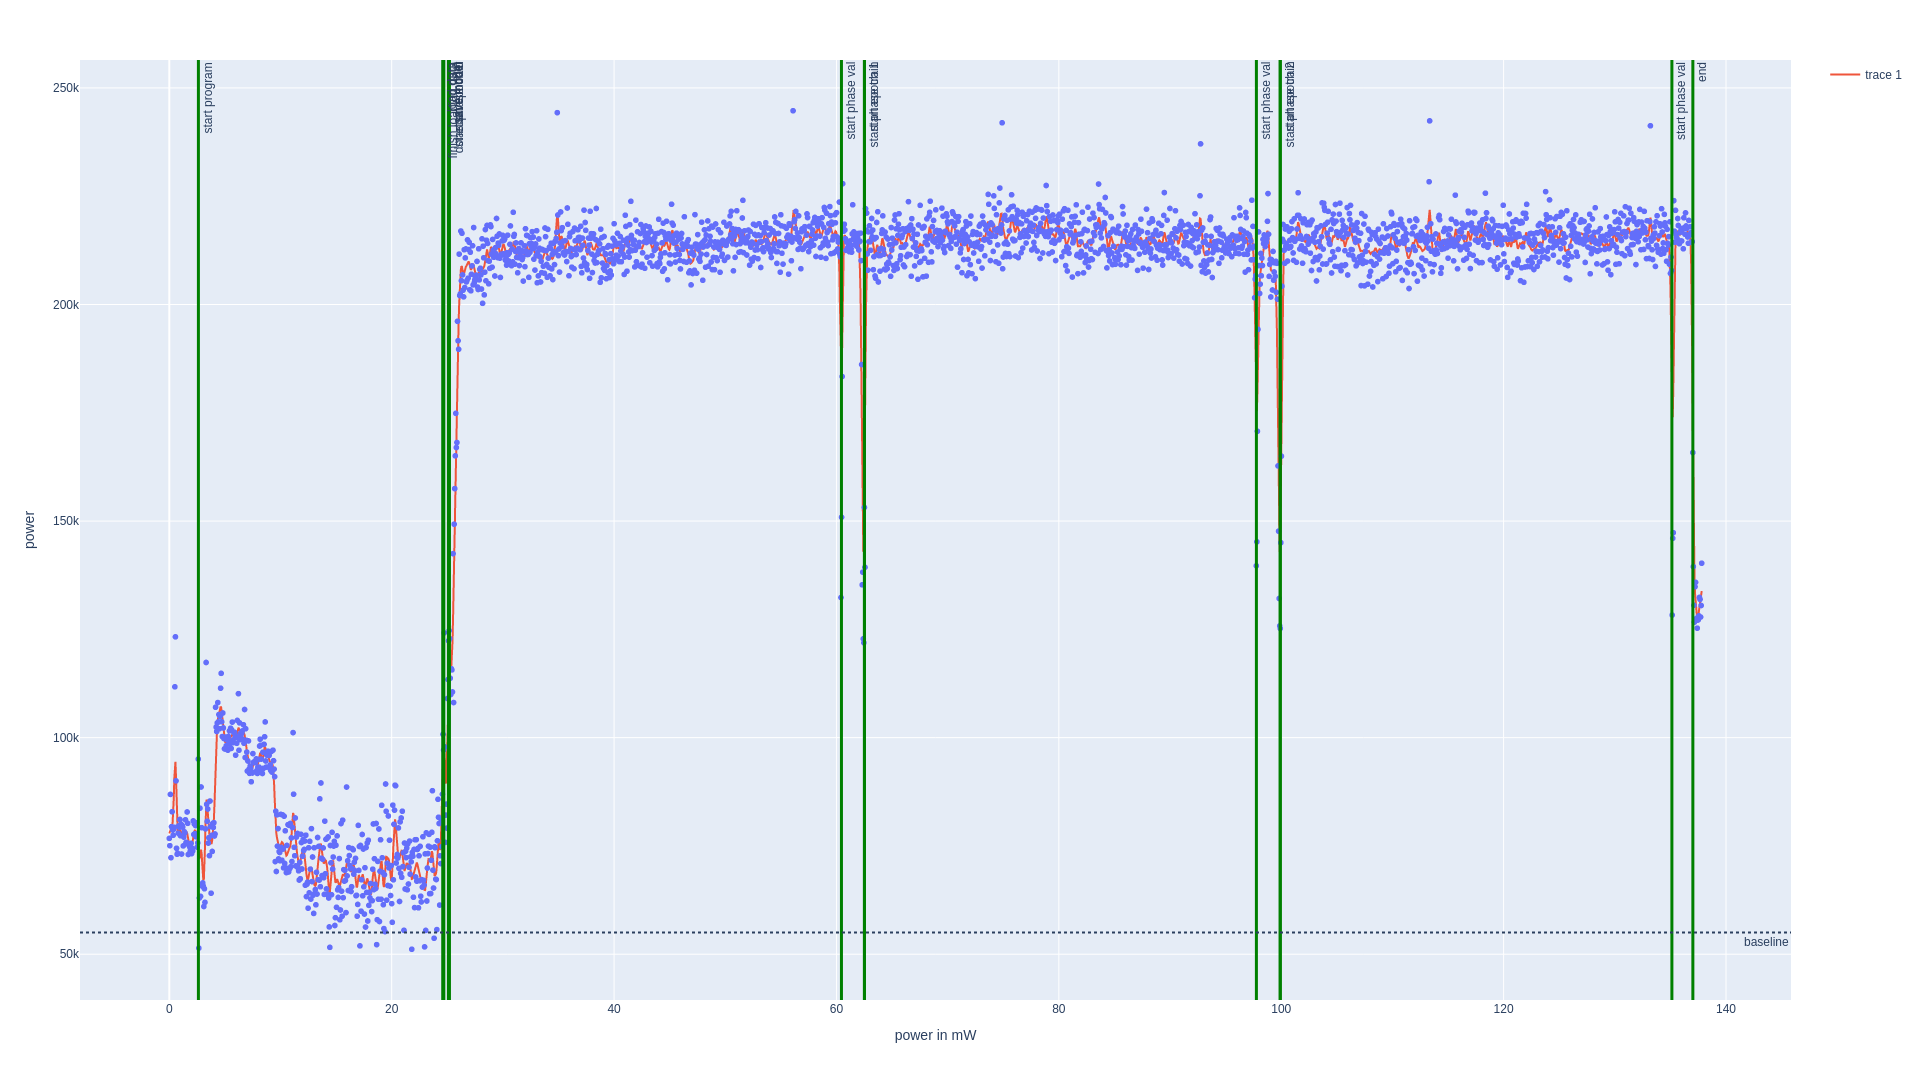 250k
200k
150k
100k
50k
power
0
20
40
60
80
100
120
140
power in mW
start program
start phase val
start phase val
start phase val
end
baseline
trace 1